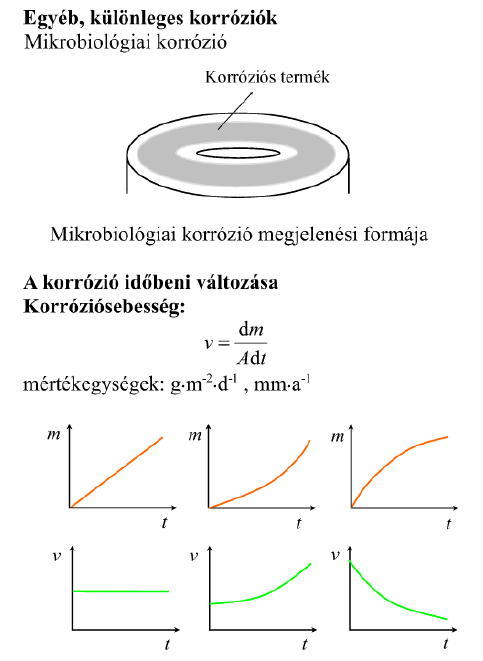 Egyéb, különleges korróziók
Mikrobiológiai korrózió
Korróziós termék
Mikrobiológiai korrózió megjelenési formája
A korrózió időbeni változása
Korróziósebesség:
v = dm / Adt
mértékegységek: g·m⁻²·d⁻¹ , mm·a⁻¹
m m m
t t t
v v v
t t t